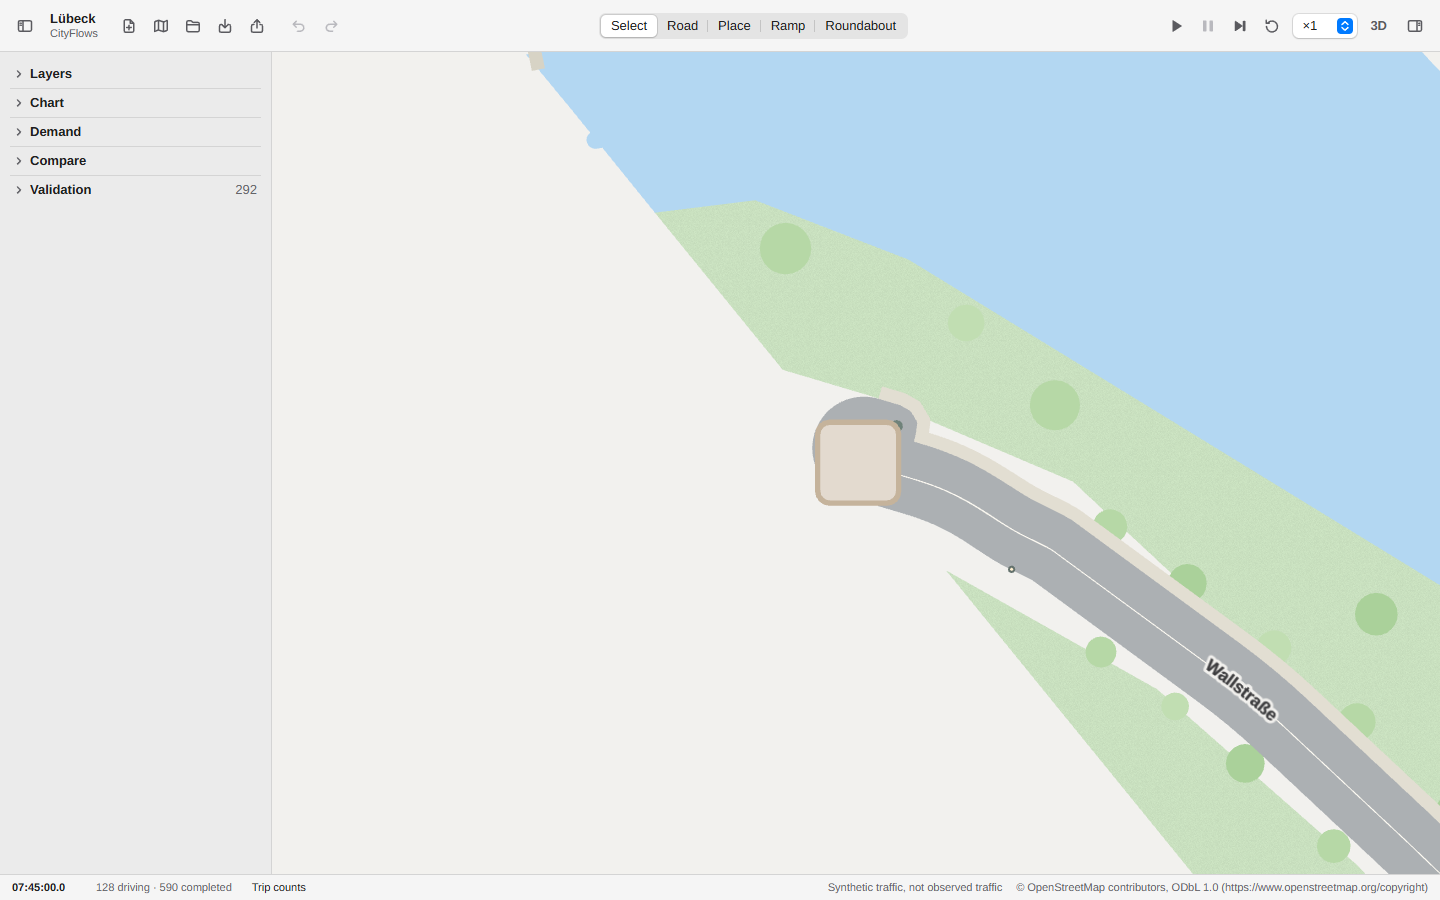 Lübeck
CityFlows
Select
Road
Place
Ramp
Roundabout
×1
3D
Layers
Chart
Demand
Compare
Validation 292
Wallstraße
07:45:00.0
128 driving · 590 completed
Trip counts
Synthetic traffic, not observed traffic
© OpenStreetMap contributors, ODbL 1.0 (https://www.openstreetmap.org/copyright)